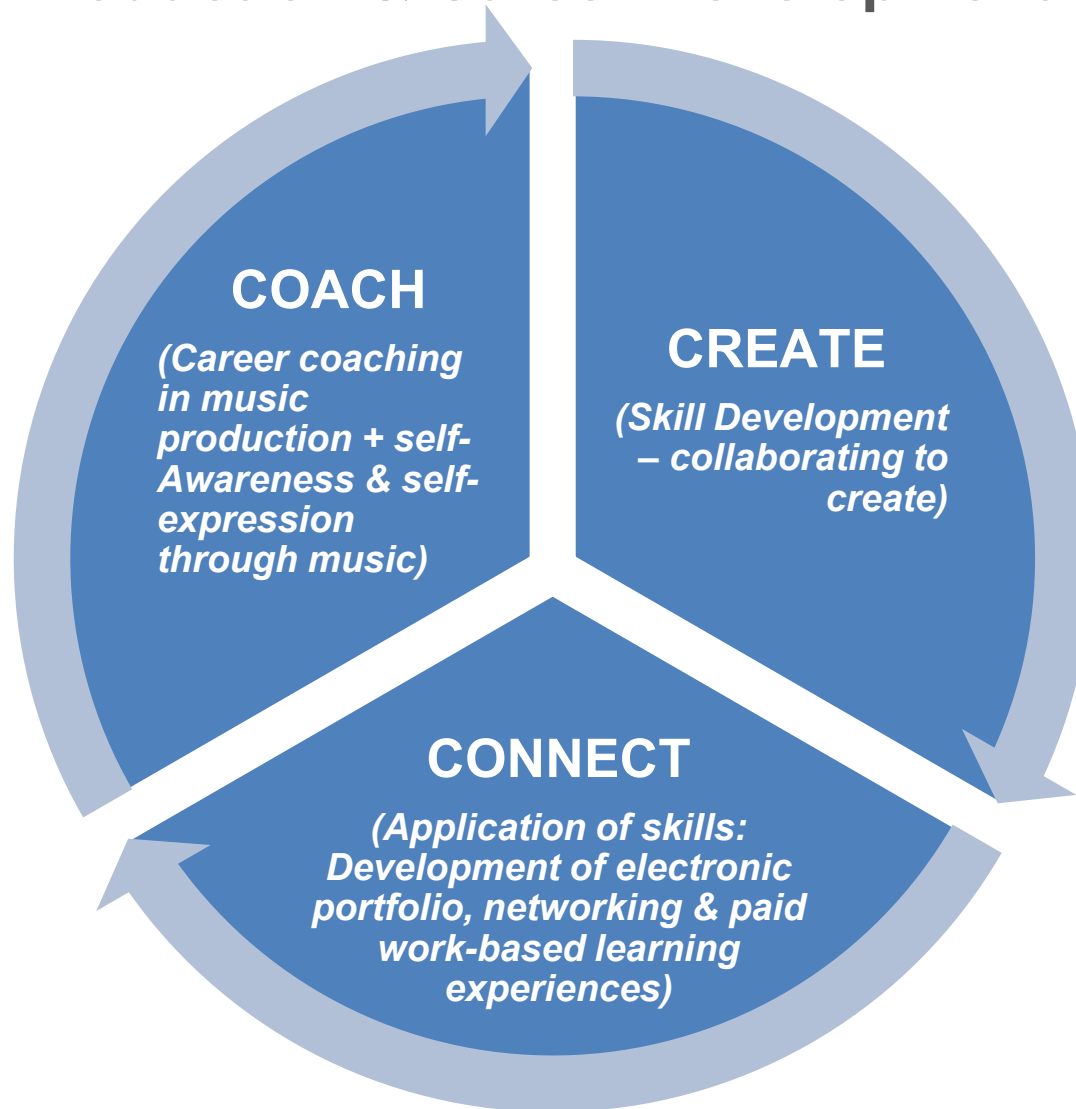 COACH
(Career coaching
in music
production + self-
Awareness & self-
expression
through music)
CREATE
(Skill Development
– collaborating to
create)
CONNECT
(Application of skills:
Development of electronic
portfolio, networking & paid
work-based learning
experiences)